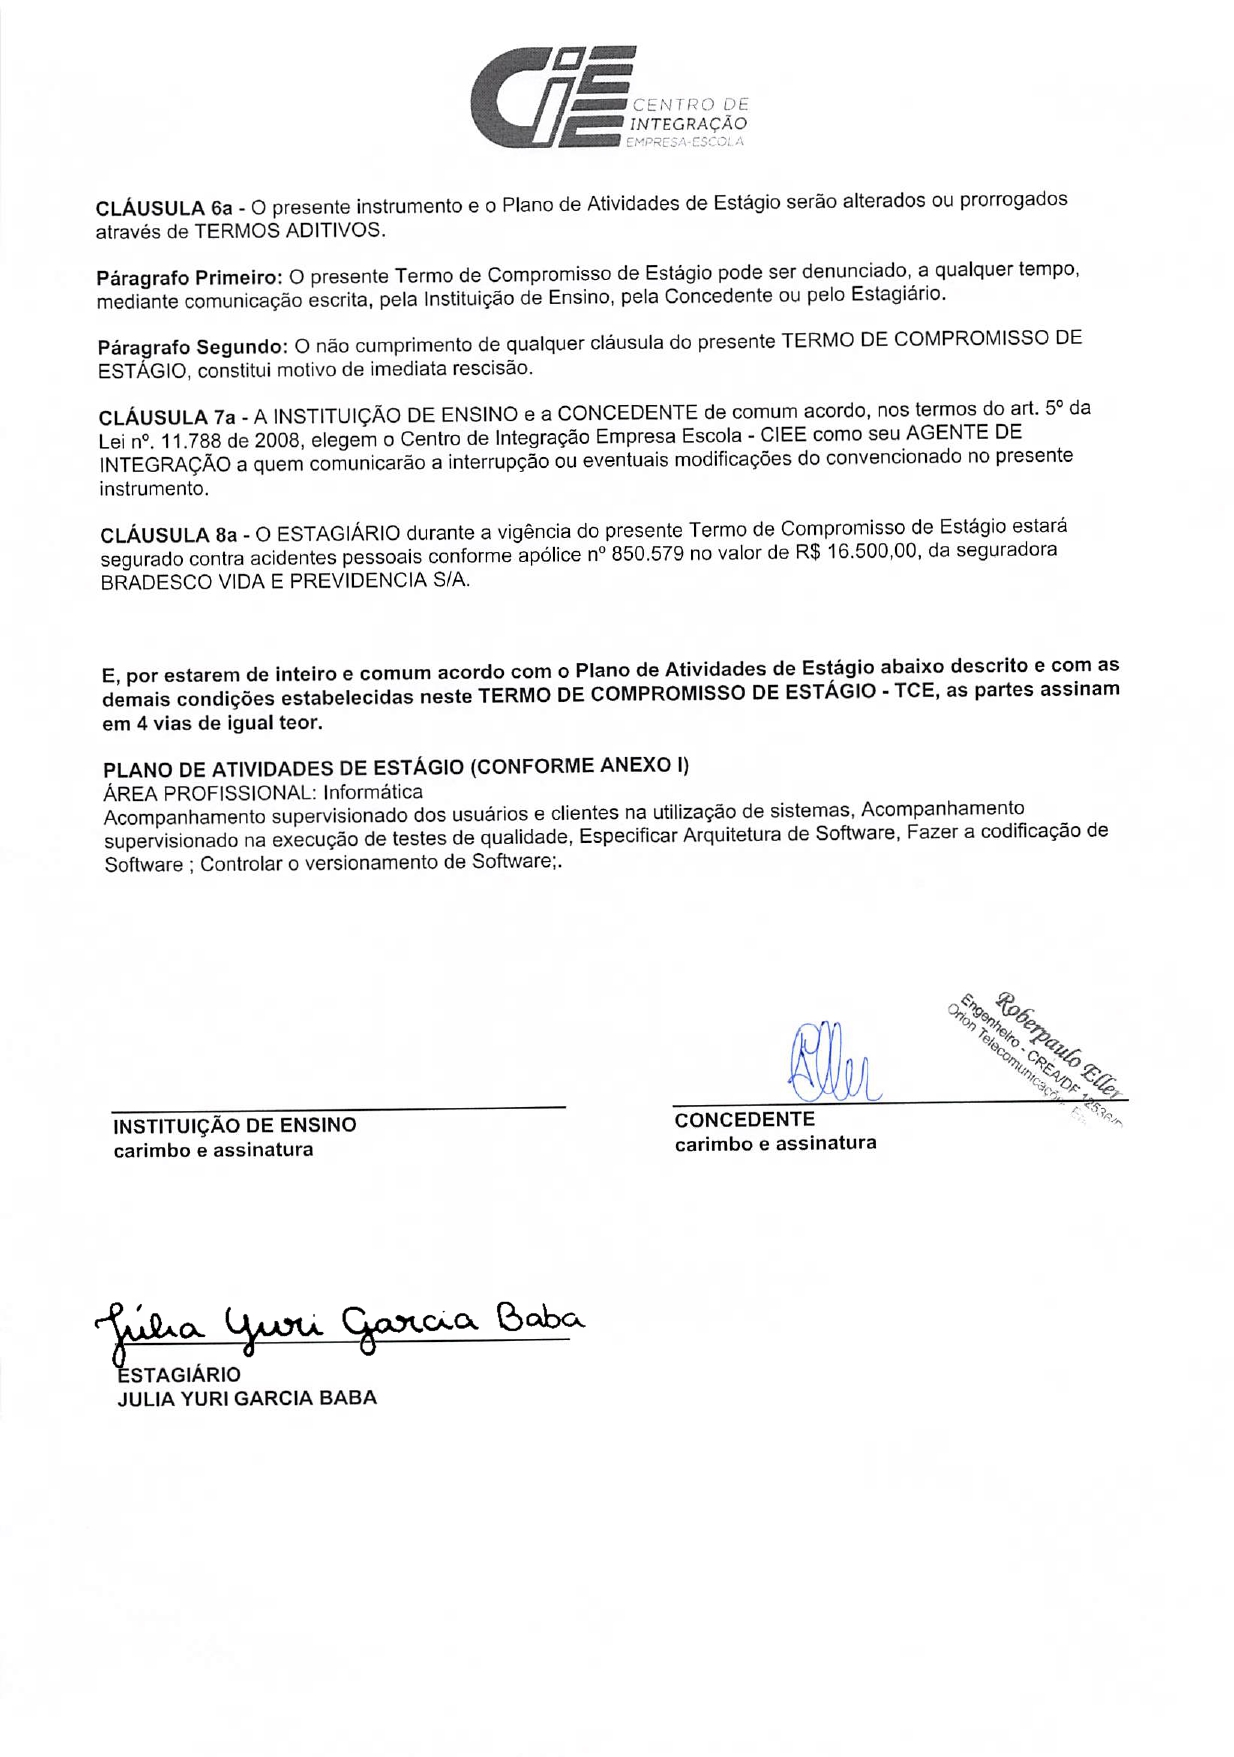 CIEE
CENTRO DE
INTEGRAÇÃO
EMPRESA-ESCOLA
CLÁUSULA 6a - O presente instrumento e o Plano de Atividades de Estágio serão alterados ou prorrogados
através de TERMOS ADITIVOS.
Páragrafo Primeiro: O presente Termo de Compromisso de Estágio pode ser denunciado, a qualquer tempo,
mediante comunicação escrita, pela Instituição de Ensino, pela Concedente ou pelo Estagiário.
Páragrafo Segundo: O não cumprimento de qualquer cláusula do presente TERMO DE COMPROMISSO DE
ESTÁGIO, constitui motivo de imediata rescisão.
CLÁUSULA 7a - A INSTITUIÇÃO DE ENSINO e a CONCEDENTE de comum acordo, nos termos do art. 5º da
Lei nº. 11.788 de 2008, elegem o Centro de Integração Empresa Escola - CIEE como seu AGENTE DE
INTEGRAÇÃO a quem comunicarão a interrupção ou eventuais modificações do convencionado no presente
instrumento.
CLÁUSULA 8a - O ESTAGIÁRIO durante a vigência do presente Termo de Compromisso de Estágio estará
segurado contra acidentes pessoais conforme apólice nº 850.579 no valor de R$ 16.500,00, da seguradora
BRADESCO VIDA E PREVIDENCIA S/A.
E, por estarem de inteiro e comum acordo com o Plano de Atividades de Estágio abaixo descrito e com as
demais condições estabelecidas neste TERMO DE COMPROMISSO DE ESTÁGIO - TCE, as partes assinam
em 4 vias de igual teor.
PLANO DE ATIVIDADES DE ESTÁGIO (CONFORME ANEXO I)
ÁREA PROFISSIONAL: Informática
Acompanhamento supervisionado dos usuários e clientes na utilização de sistemas, Acompanhamento
supervisionado na execução de testes de qualidade, Especificar Arquitetura de Software, Fazer a codificação de
Software ; Controlar o versionamento de Software;.
Roberpaulo Eller
Engenheiro - CREA/DF
Orion Telecomunicações
Eller
INSTITUIÇÃO DE ENSINO
carimbo e assinatura
CONCEDENTE
carimbo e assinatura
Júlia Yuri Garcia Baba
ESTAGIÁRIO
JULIA YURI GARCIA BABA